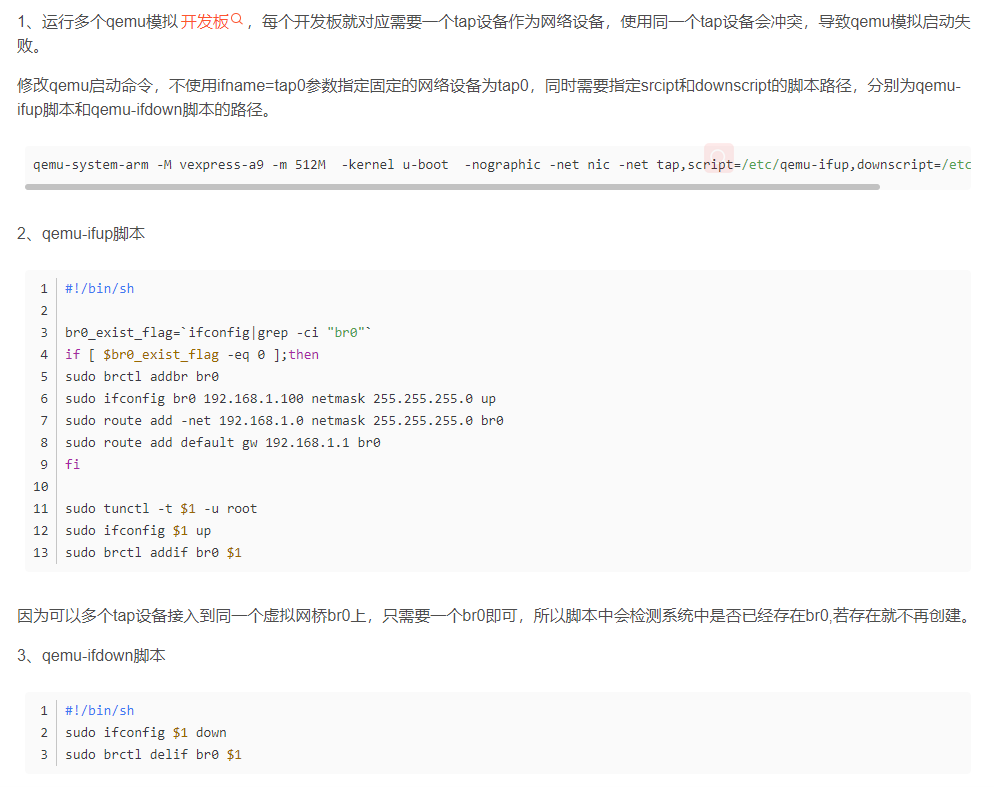 1、运行多个qemu模拟 开发板，每个开发板就对应需要一个tap设备作为网络设备，使用同一个tap设备会冲突，导致qemu模拟启动失
败。
修改qemu启动命令，不使用ifname=tap0参数指定固定的网络设备为tap0，同时需要指定srcipt和downscript的脚本路径，分别为qemu-
ifup脚本和qemu-ifdown脚本的路径。
qemu-system-arm -M vexpress-a9 -m 512M  -kernel u-boot  -nographic -net nic -net tap,script=/etc/qemu-ifup,downscript=/etc
2、qemu-ifup脚本
1 #!/bin/sh
2
3 br0_exist_flag=`ifconfig|grep -ci "br0"`
4 if [ $br0_exist_flag -eq 0 ];then
5 sudo brctl addbr br0
6 sudo ifconfig br0 192.168.1.100 netmask 255.255.255.0 up
7 sudo route add -net 192.168.1.0 netmask 255.255.255.0 br0
8 sudo route add default gw 192.168.1.1 br0
9 fi
10
11 sudo tunctl -t $1 -u root
12 sudo ifconfig $1 up
13 sudo brctl addif br0 $1
因为可以多个tap设备接入到同一个虚拟网桥br0上，只需要一个br0即可，所以脚本中会检测系统中是否已经存在br0,若存在就不再创建。
3、qemu-ifdown脚本
1 #!/bin/sh
2 sudo ifconfig $1 down
3 sudo brctl delif br0 $1